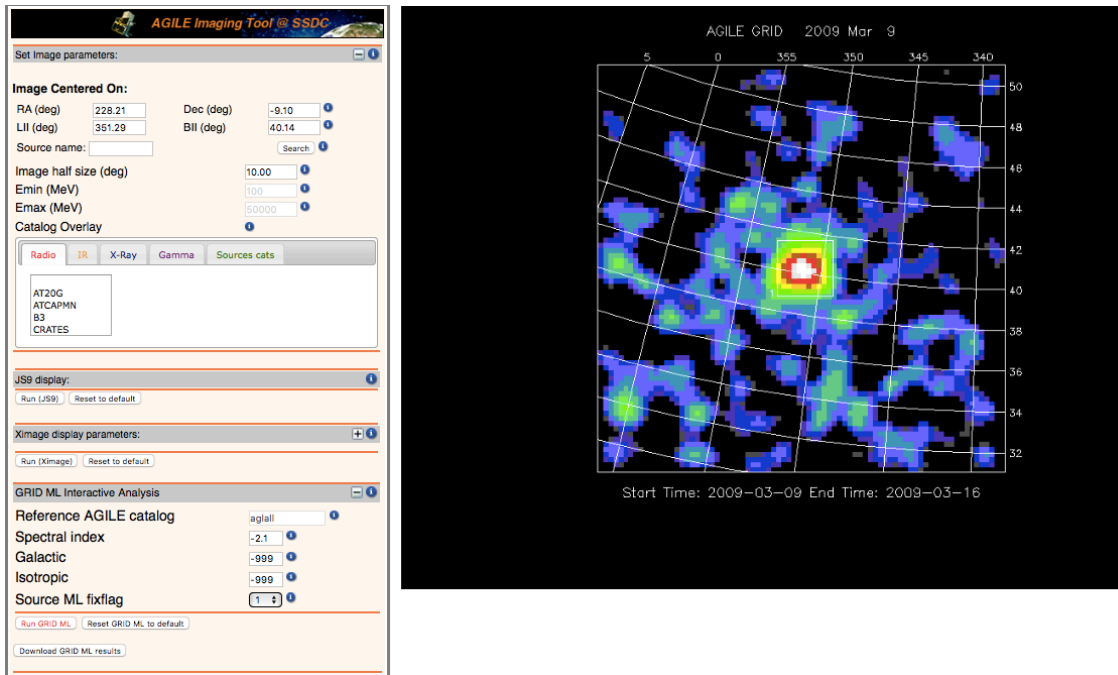 AGILE Imaging Tool @ SSDC
Set Image parameters:
Image Centered On:
RA (deg) 228.21 Dec (deg) -9.10
LII (deg) 351.29 BII (deg) 40.14
Source name: Search
Image half size (deg) 10.00
Emin (MeV) 100
Emax (MeV) 50000
Catalog Overlay
Radio IR X-Ray Gamma Sources cats
AT20G
ATCAPMN
B3
CRATES
JS9 display:
Run (JS9) Reset to default
Ximage display parameters:
Run (Ximage) Reset to default
GRID ML Interactive Analysis
Reference AGILE catalog aglall
Spectral index -2.1
Galactic -999
Isotropic -999
Source ML fixflag 1
Run GRID ML Reset GRID ML to default
Download GRID ML results
AGILE GRID 2009 Mar 9
5 0 355 350 345 340
50
48
46
44
42
40
38
36
34
32
1
Start Time: 2009-03-09 End Time: 2009-03-16